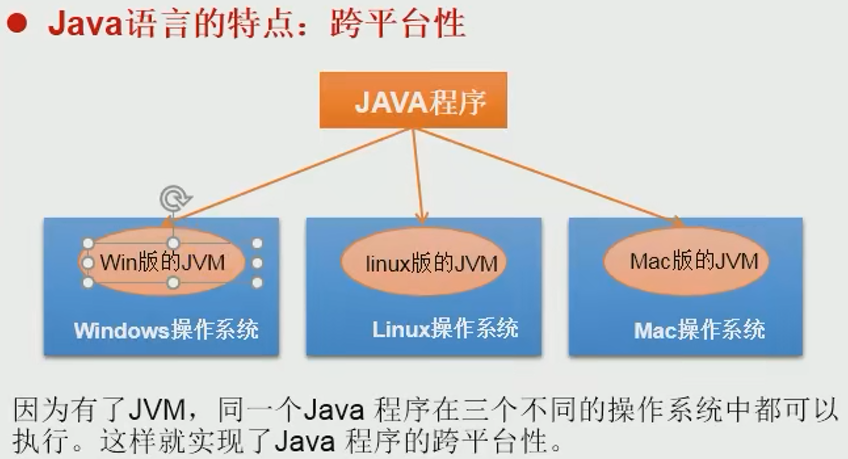 Java语言的特点：跨平台性
JAVA程序
Win版的JVM
linux版的JVM
Mac版的JVM
Windows操作系统
Linux操作系统
Mac操作系统
因为有了JVM，同一个Java 程序在三个不同的操作系统中都可以
执行。这样就实现了Java 程序的跨平台性。